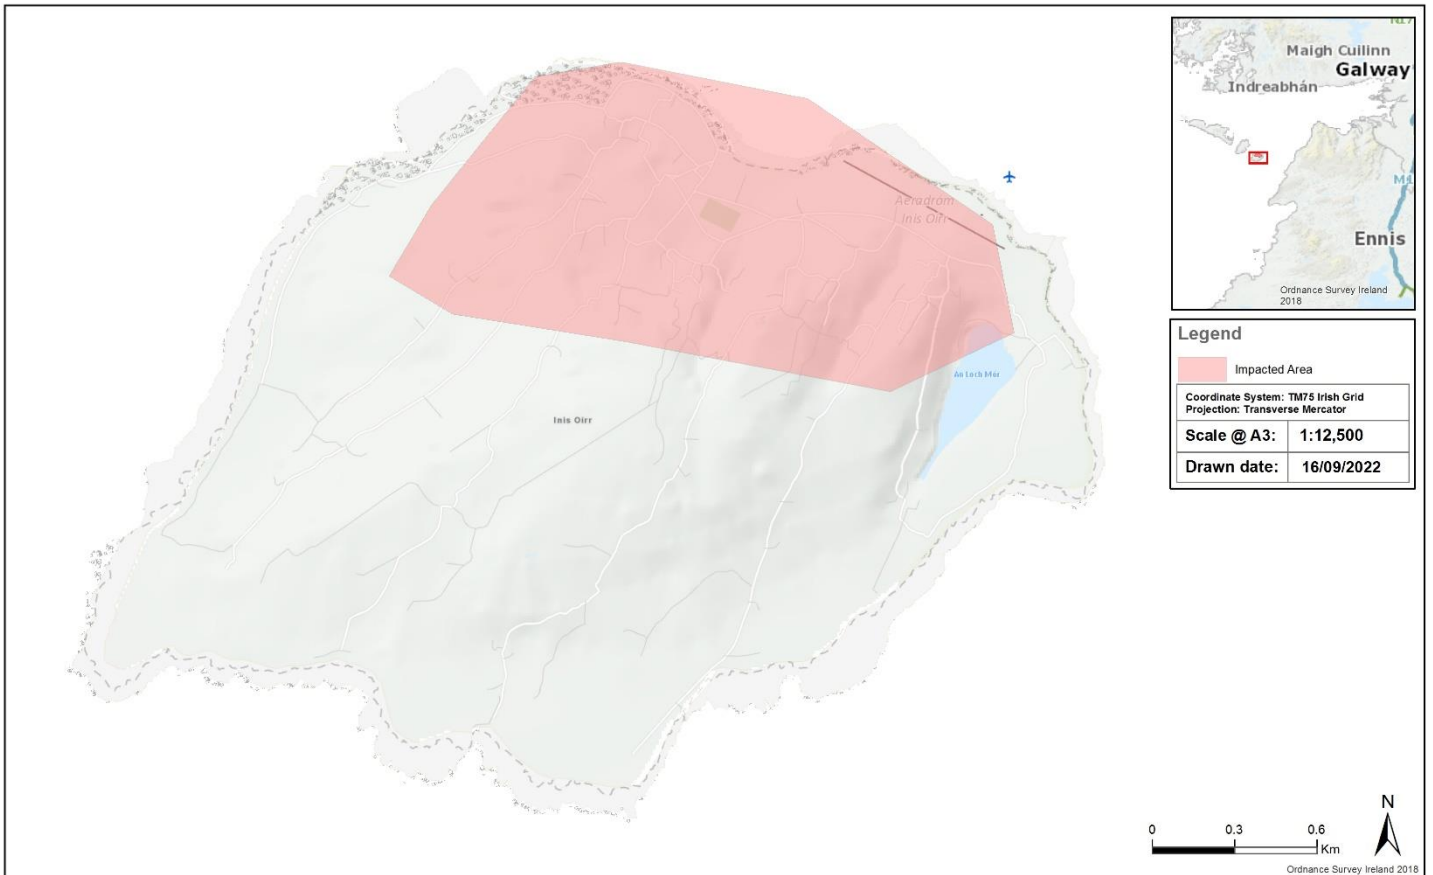 Aeradróm
Inis Oírr
An Loch Mór
Inis Oírr
Maigh Cuilinn
Galway
Indreabhán
Ennis
Ordnance Survey Ireland
2018
Legend
Impacted Area
Coordinate System: TM75 Irish Grid
Projection: Transverse Mercator
Scale @ A3: 1:12,500
Drawn date: 16/09/2022
N
0 0.3 0.6
Km
Ordnance Survey Ireland 2018